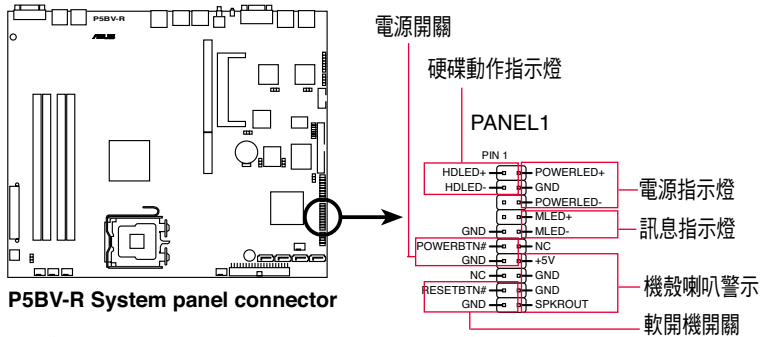 P5BV-R
ASUS
P5BV-R System panel connector
電源開關
硬碟動作指示燈
PANEL1
PIN 1
HDLED+ POWERLED+
HDLED- GND
POWERLED-
MLED+
GND MLED-
POWERBTN# NC
GND +5V
NC GND
RESETBTN# GND
GND SPKROUT
電源指示燈
訊息指示燈
機殼喇叭警示
軟開機開關